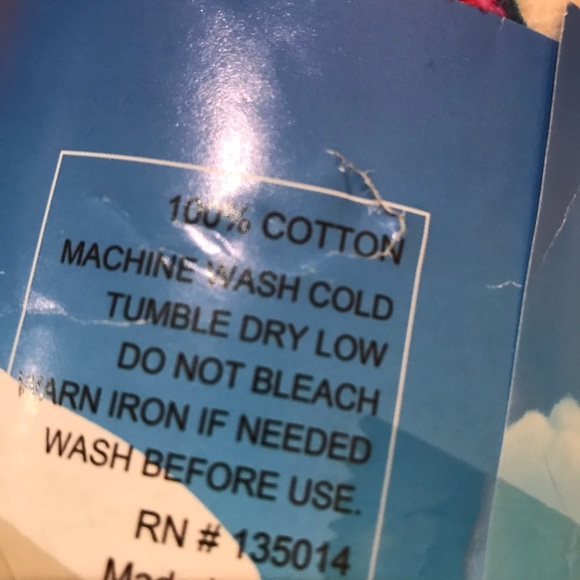 100% COTTON
MACHINE WASH COLD
TUMBLE DRY LOW
DO NOT BLEACH
WARN IRON IF NEEDED
WASH BEFORE USE.
RN # 135014